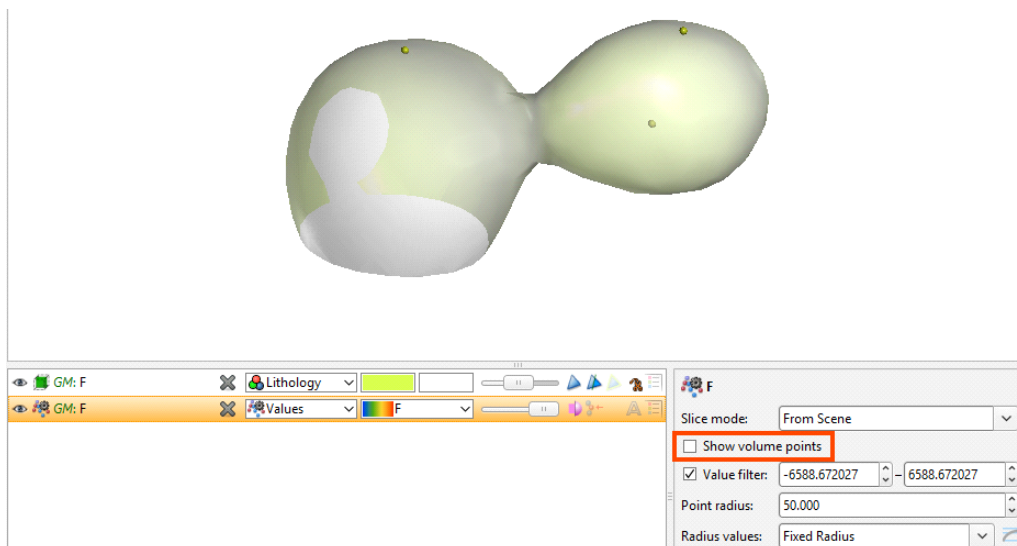 GM: F
Lithology
GM: F
Values
F
F
Slice mode: From Scene
Show volume points
Value filter: -6588.672027 – 6588.672027
Point radius: 50.000
Radius values: Fixed Radius